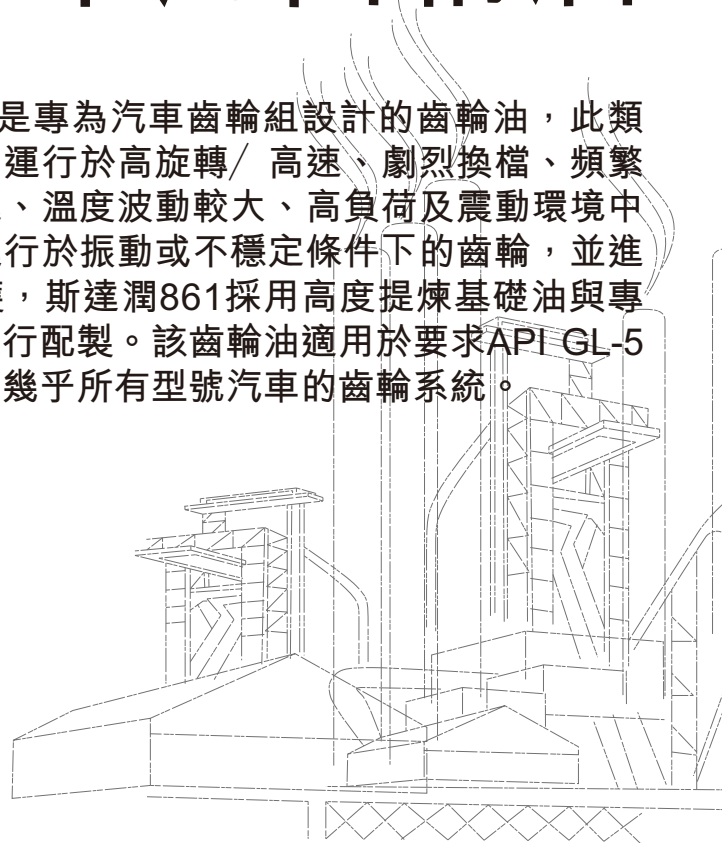 是專為汽車齒輪組設計的齒輪油，此類
運行於高旋轉/ 高速、劇烈換檔、頻繁
、溫度波動較大、高負荷及震動環境中
行於振動或不穩定條件下的齒輪，並進
，斯達潤861採用高度提煉基礎油與專
行配製。該齒輪油適用於要求API GL-5
幾乎所有型號汽車的齒輪系統。